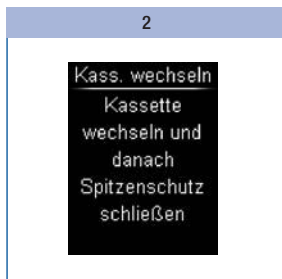 2
Kass. wechseln
Kassette
wechseln und
danach
Spitzenschutz
schließen